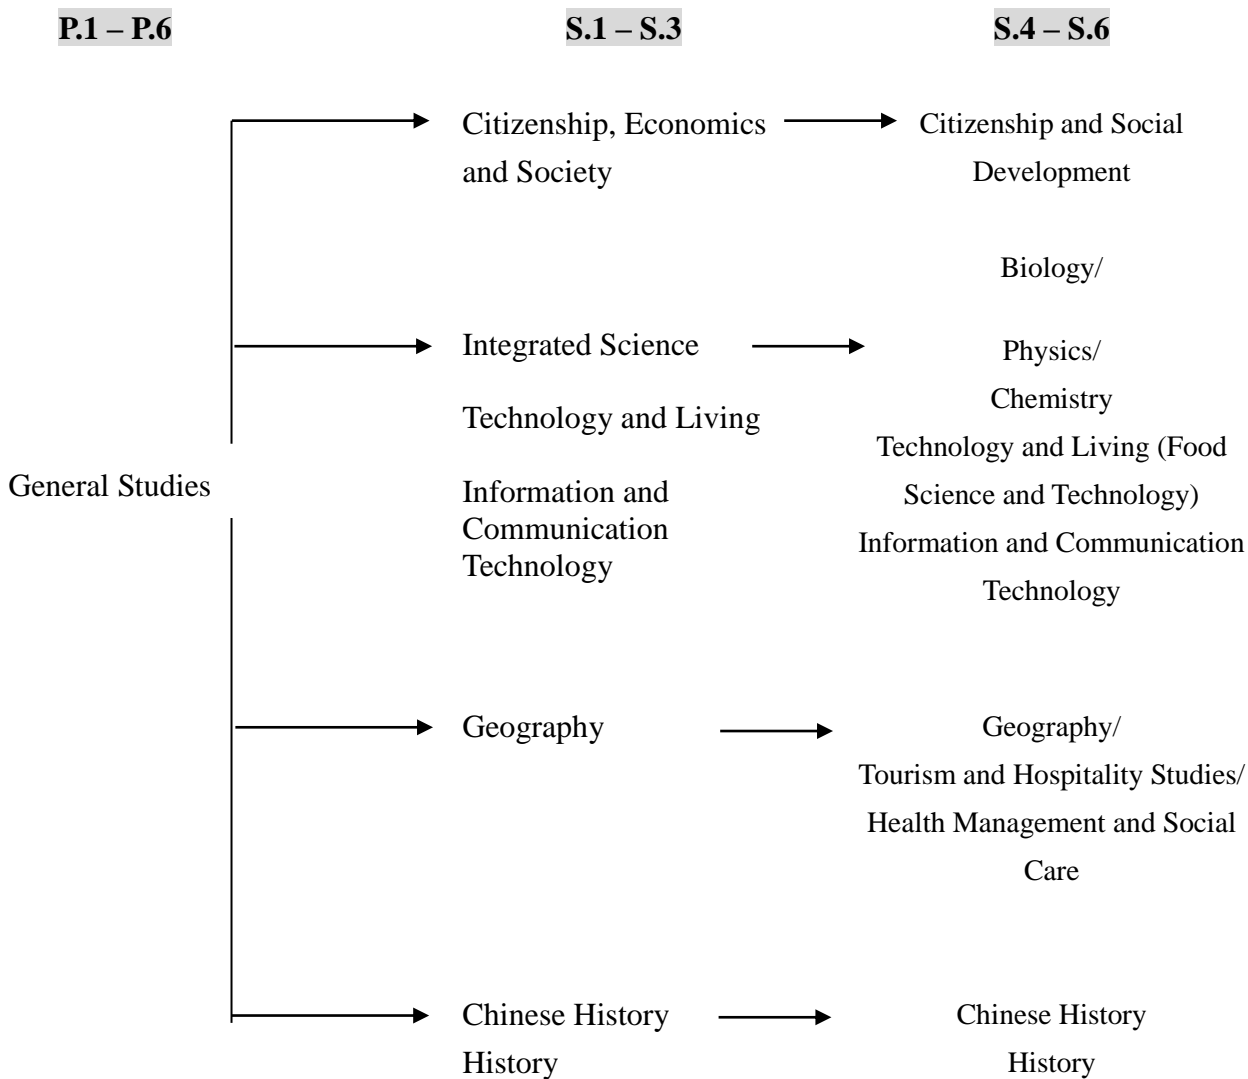 P.1 – P.6
S.1 – S.3
S.4 – S.6
General Studies
Citizenship, Economics
and Society
Citizenship and Social
Development
Integrated Science
Technology and Living
Information and
Communication
Technology
Biology/
Physics/
Chemistry
Technology and Living (Food
Science and Technology)
Information and Communication
Technology
Geography
Geography/
Tourism and Hospitality Studies/
Health Management and Social
Care
Chinese History
History
Chinese History
History